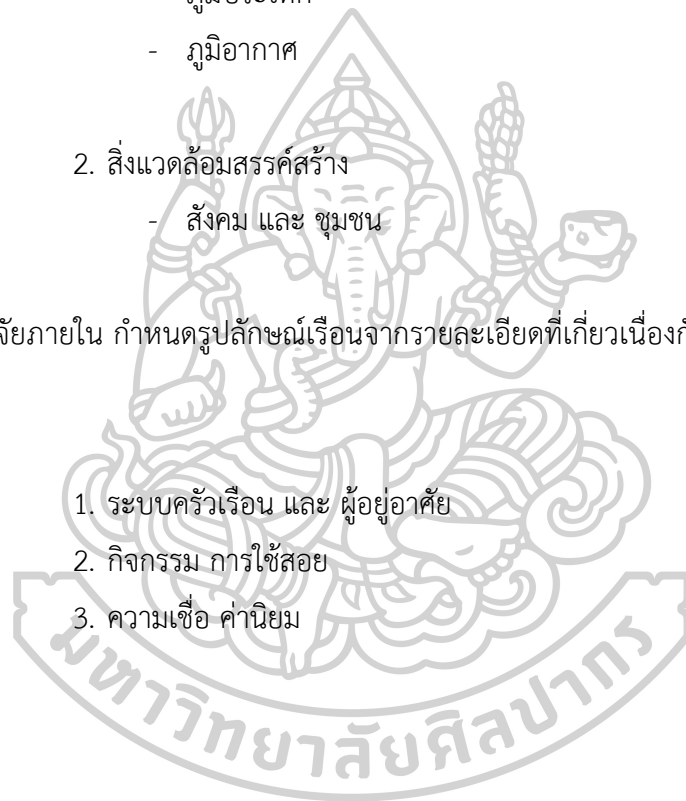 - ภูมิอากาศ
2. สิ่งแวดล้อมสรรค์สร้าง
- สังคม และ ชุมชน
จัยภายใน กำหนดรูปลักษณ์เรือนจากรายละเอียดที่เกี่ยวเนื่องกั
1. ระบบครัวเรือน และ ผู้อยู่อาศัย
2. กิจกรรม การใช้สอย
3. ความเชื่อ ค่านิยม
มหาวิทยาลัยศิลปากร